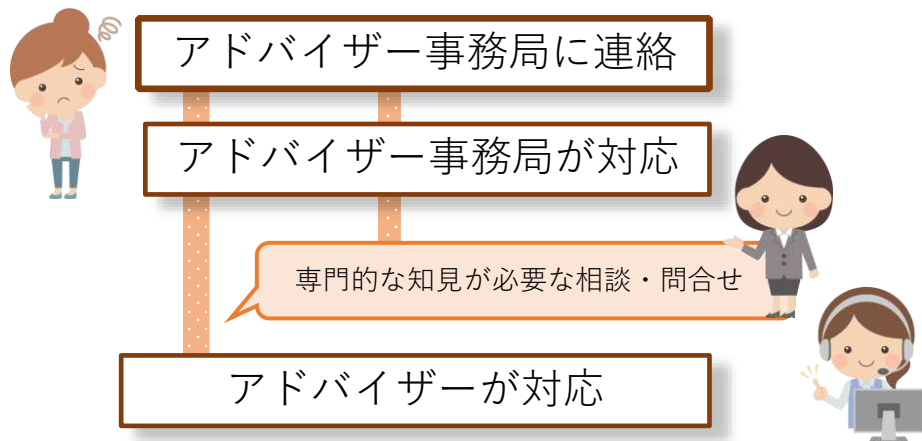 アドバイザー事務局に連絡
アドバイザー事務局が対応
専門的な知見が必要な相談・問合せ
アドバイザーが対応